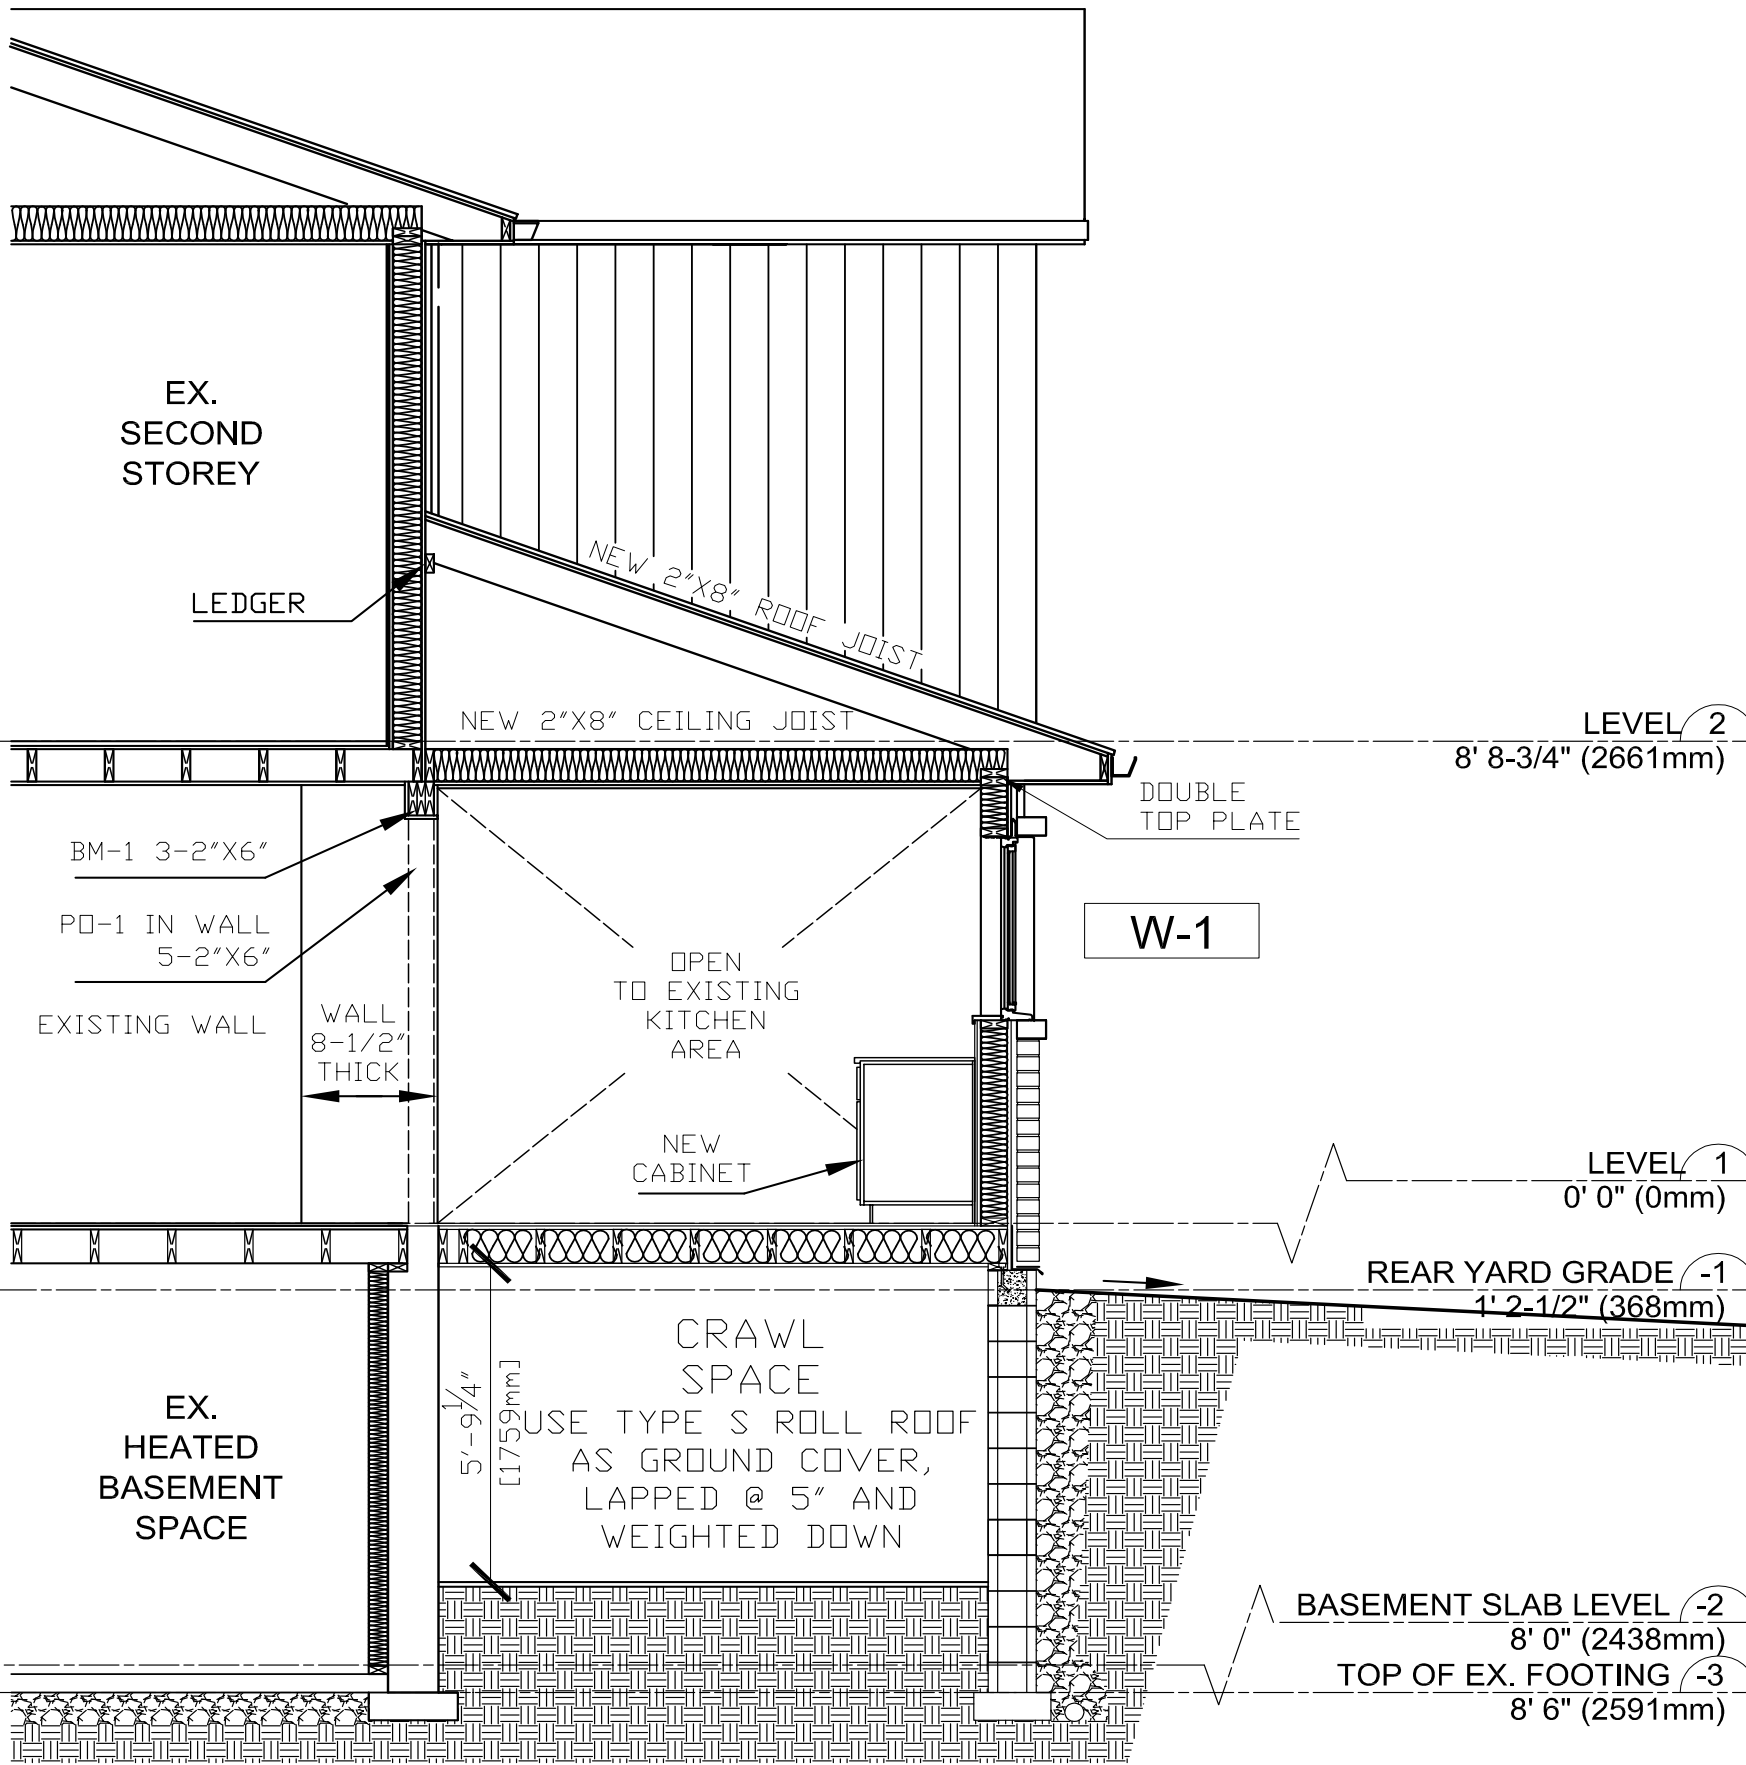 EX.
SECOND
STOREY
LEDGER
NEW 2"X8" ROOF JOIST
NEW 2"X8" CEILING JOIST
LEVEL 2
8' 8-3/4" (2661mm)
DOUBLE
TOP PLATE
BM-1 3-2"X6"
PO-1 IN WALL
5-2"X6"
EXISTING WALL
WALL
8-1/2"
THICK
OPEN
TO EXISTING
KITCHEN
AREA
W-1
NEW
CABINET
LEVEL 1
0' 0" (0mm)
REAR YARD GRADE -1
1' 2-1/2" (368mm)
CRAWL
SPACE
USE TYPE S ROLL ROOF
AS GROUND COVER,
LAPPED @ 5" AND
WEIGHTED DOWN
5'-9 1/4"
[1759mm]
EX.
HEATED
BASEMENT
SPACE
BASEMENT SLAB LEVEL -2
8' 0" (2438mm)
TOP OF EX. FOOTING -3
8' 6" (2591mm)